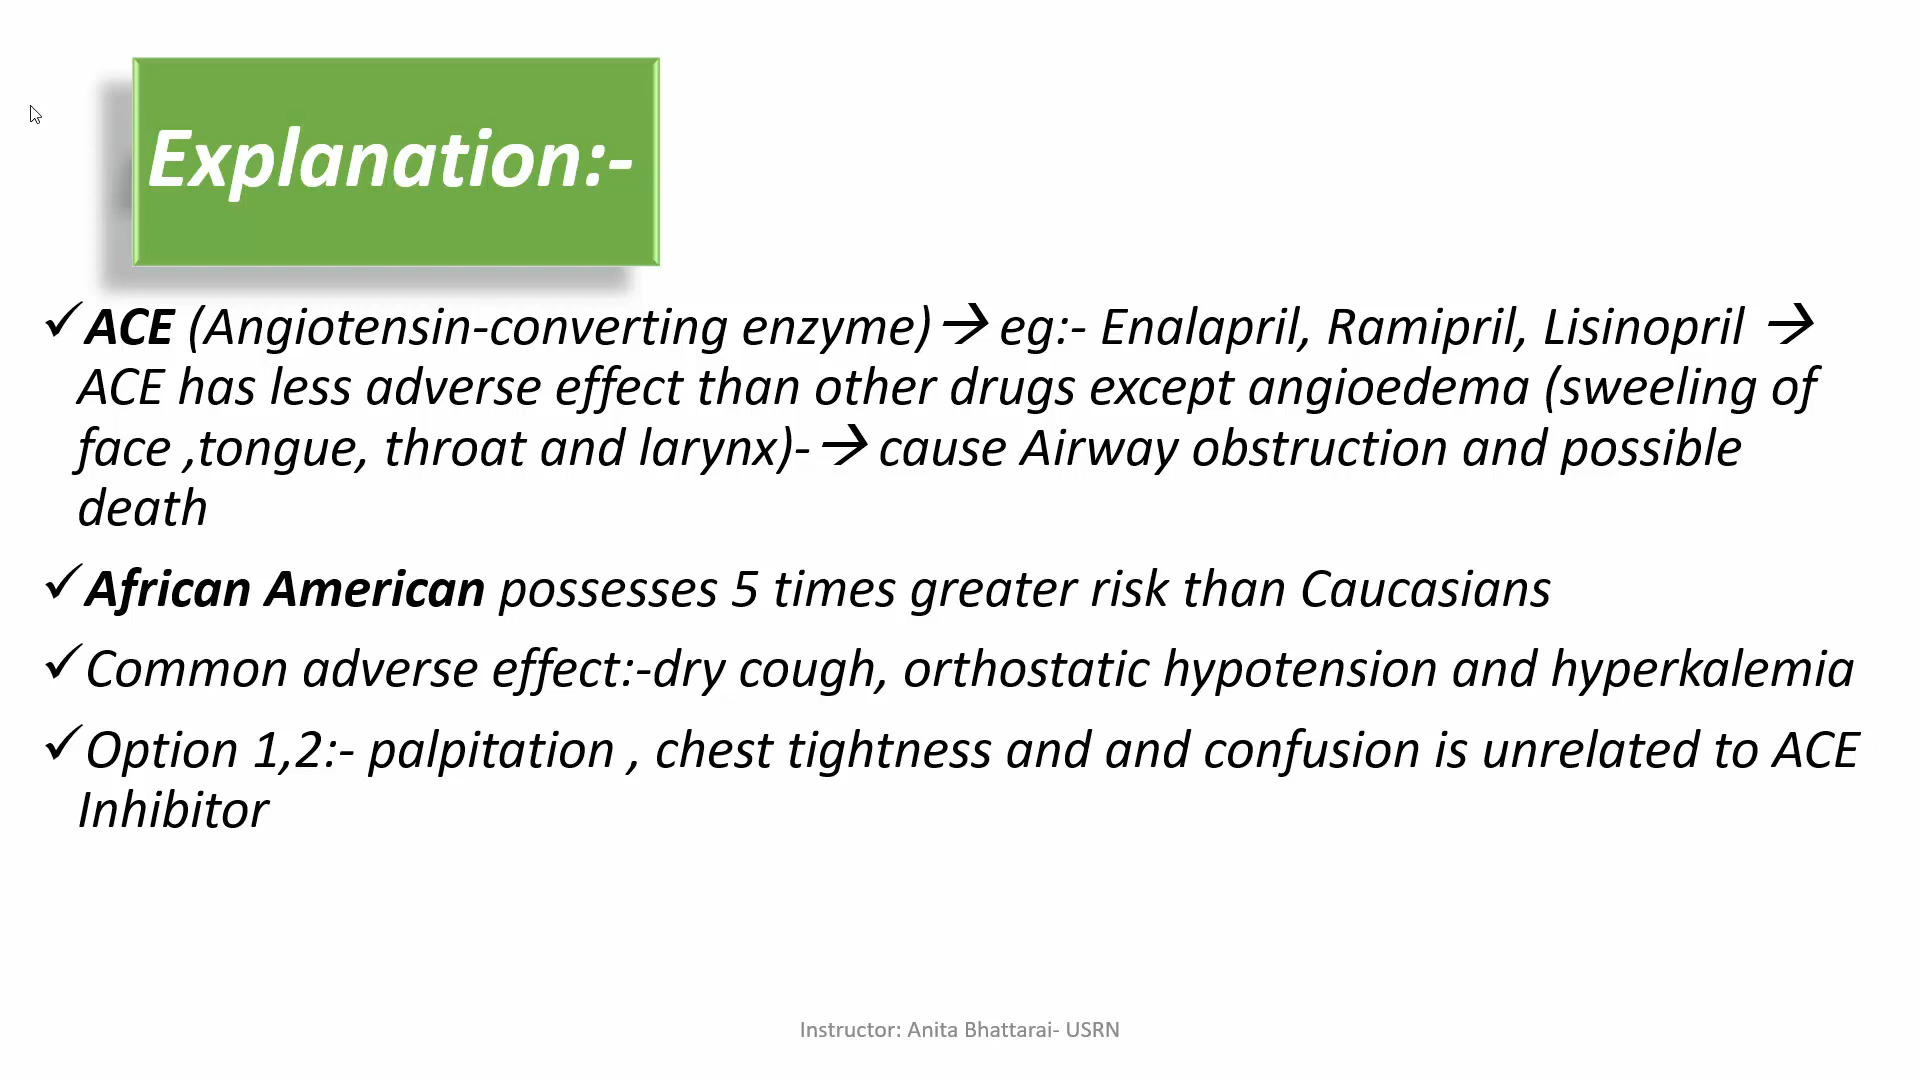 Explanation:-
✓ACE (Angiotensin-converting enzyme)→ eg:- Enalapril, Ramipril, Lisinopril →
ACE has less adverse effect than other drugs except angioedema (sweeling of
face ,tongue, throat and larynx)-→ cause Airway obstruction and possible
death
✓African American possesses 5 times greater risk than Caucasians
✓Common adverse effect:-dry cough, orthostatic hypotension and hyperkalemia
✓Option 1,2:- palpitation , chest tightness and and confusion is unrelated to ACE
Inhibitor
Instructor: Anita Bhattarai- USRN